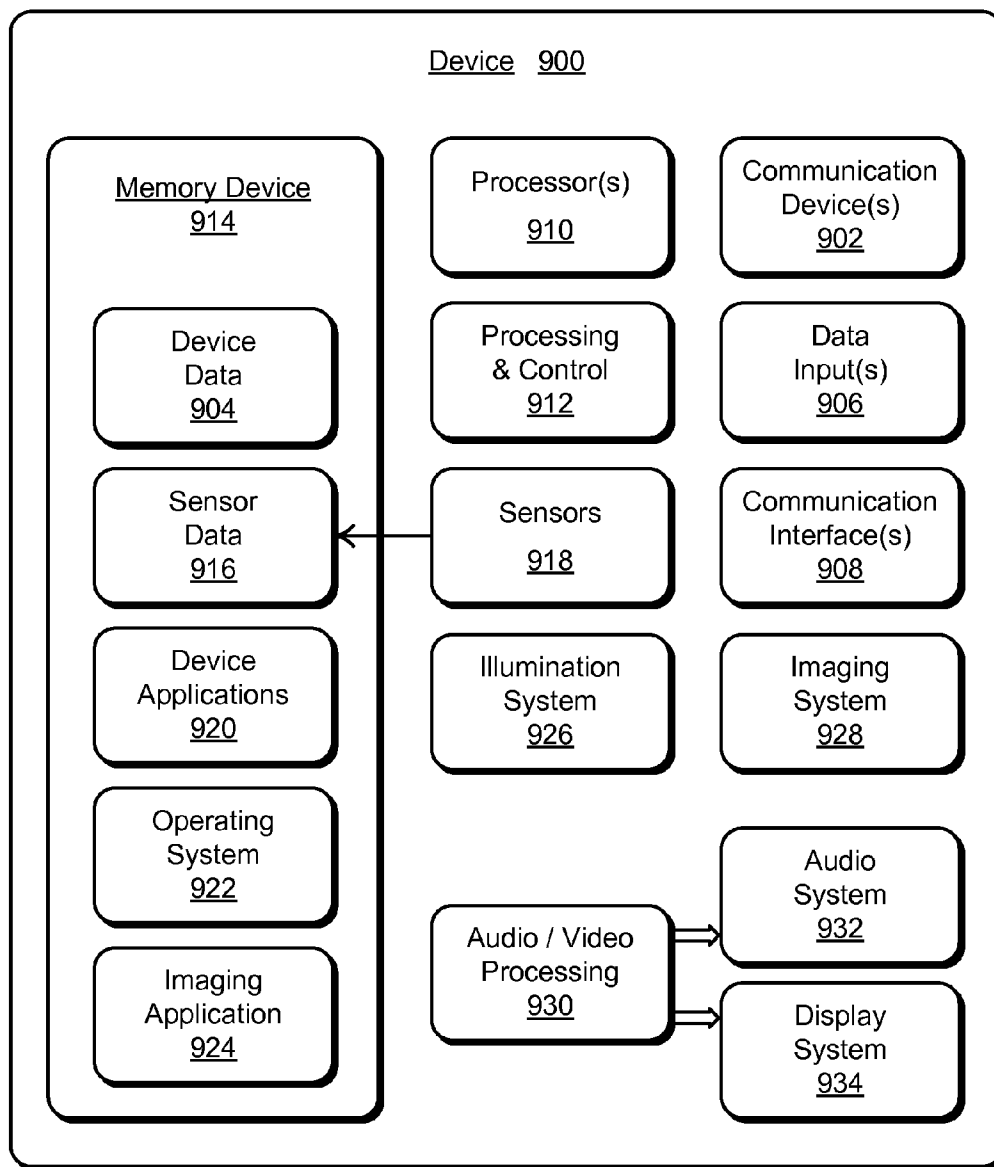 Device 900
Memory Device
914
Device
Data
904
Sensor
Data
916
Device
Applications
920
Operating
System
922
Imaging
Application
924
Processor(s)
910
Processing
& Control
912
Sensors
918
Illumination
System
926
Audio / Video
Processing
930
Communication
Device(s)
902
Data
Input(s)
906
Communication
Interface(s)
908
Imaging
System
928
Audio
System
932
Display
System
934